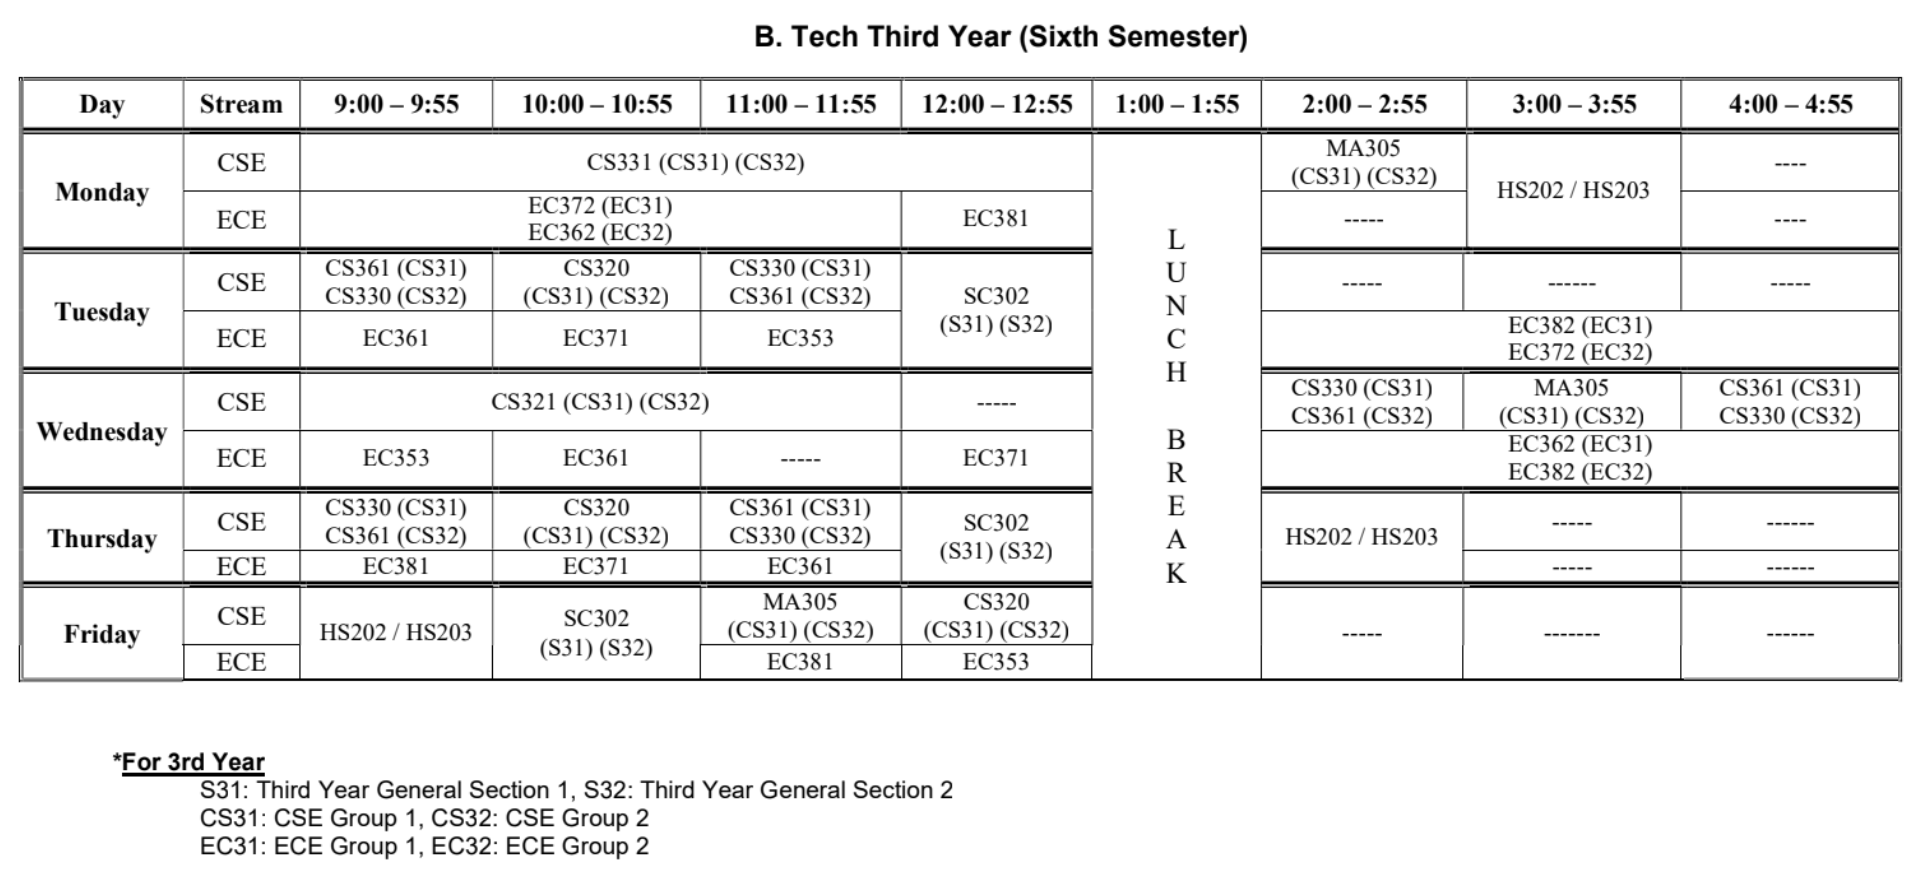 B. Tech Third Year (Sixth Semester)
Day Stream 9:00 – 9:55 10:00 – 10:55 11:00 – 11:55 12:00 – 12:55 1:00 – 1:55 2:00 – 2:55 3:00 – 3:55 4:00 – 4:55
Monday
CSE
CS331 (CS31) (CS32)
MA305
(CS31) (CS32)
HS202 / HS203
----
ECE
EC372 (EC31)
EC362 (EC32)
EC381
-----
----
L
U
N
C
H
B
R
E
A
K
Tuesday
CSE
CS361 (CS31)
CS330 (CS32)
CS320
(CS31) (CS32)
CS330 (CS31)
CS361 (CS32)
SC302
(S31) (S32)
-----
------
-----
ECE
EC361
EC371
EC353
EC382 (EC31)
EC372 (EC32)
Wednesday
CSE
CS321 (CS31) (CS32)
-----
CS330 (CS31)
CS361 (CS32)
MA305
(CS31) (CS32)
CS361 (CS31)
CS330 (CS32)
ECE
EC353
EC361
-----
EC371
EC362 (EC31)
EC382 (EC32)
Thursday
CSE
CS330 (CS31)
CS361 (CS32)
CS320
(CS31) (CS32)
CS361 (CS31)
CS330 (CS32)
SC302
(S31) (S32)
HS202 / HS203
-----
------
ECE
EC381
EC371
EC361
-----
------
Friday
CSE
HS202 / HS203
SC302
(S31) (S32)
MA305
(CS31) (CS32)
CS320
(CS31) (CS32)
-----
-------
------
ECE
EC381
EC353
*For 3rd Year
S31: Third Year General Section 1, S32: Third Year General Section 2
CS31: CSE Group 1, CS32: CSE Group 2
EC31: ECE Group 1, EC32: ECE Group 2